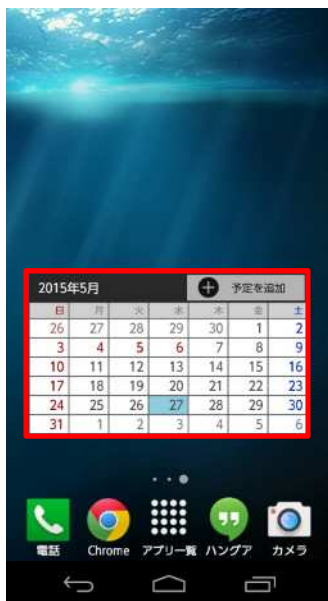 2015年5月 予定を追加
日 月 火 水 木 金 土
26 27 28 29 30 1 2
3 4 5 6 7 8 9
10 11 12 13 14 15 16
17 18 19 20 21 22 23
24 25 26 27 28 29 30
31 1 2 3 4 5 6
電話 Chrome アプリ一覧 ハングア カメラ